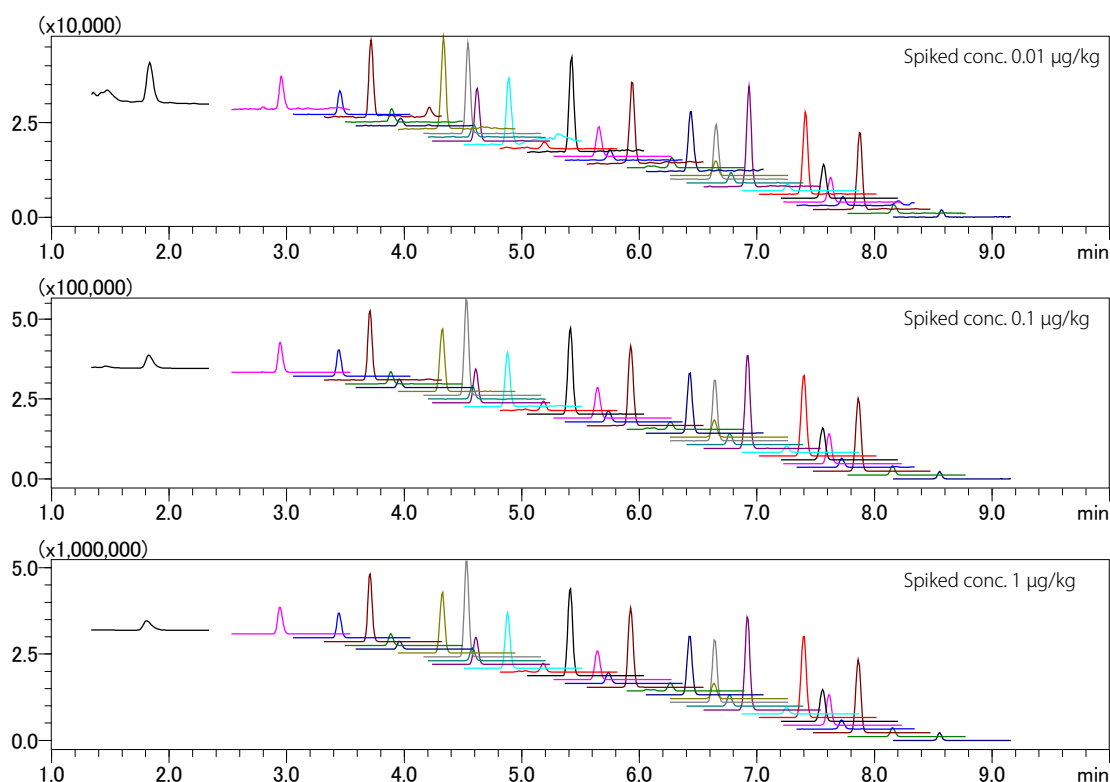 (x10,000)
Spiked conc. 0.01 µg/kg
2.5
0.0
1.0 2.0 3.0 4.0 5.0 6.0 7.0 8.0 9.0 min
(x100,000)
Spiked conc. 0.1 µg/kg
5.0
2.5
0.0
1.0 2.0 3.0 4.0 5.0 6.0 7.0 8.0 9.0 min
(x1,000,000)
Spiked conc. 1 µg/kg
5.0
2.5
0.0
1.0 2.0 3.0 4.0 5.0 6.0 7.0 8.0 9.0 min